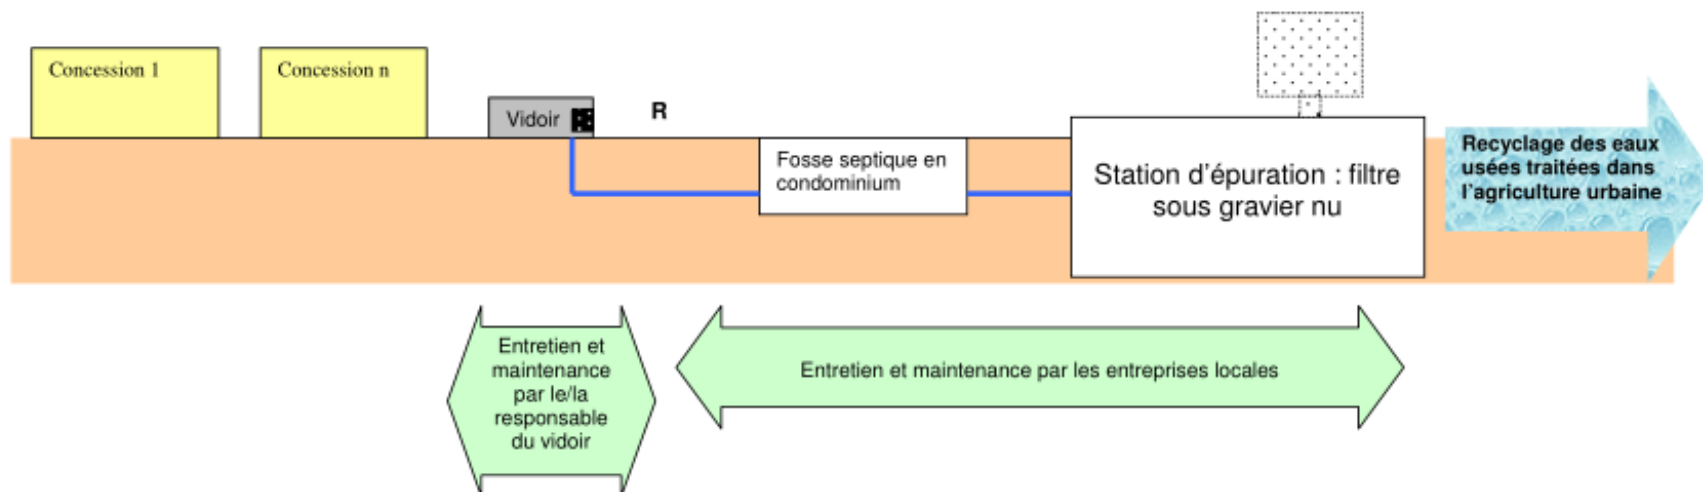 Concession 1
Concession n
Vidoir
R
Fosse septique en
condominium
Station d'épuration : filtre
sous gravier nu
Recyclage des eaux
usées traitées dans
l'agriculture urbaine
Entretien et
maintenance
par le/la
responsable
du vidoir
Entretien et maintenance par les entreprises locales